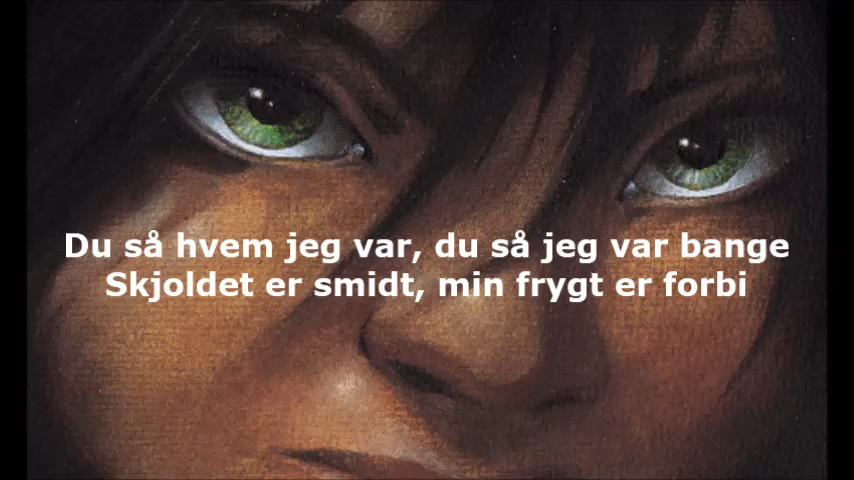 Du så hvem jeg var, du så jeg var bange
Skjoldet er smidt, min frygt er forbi